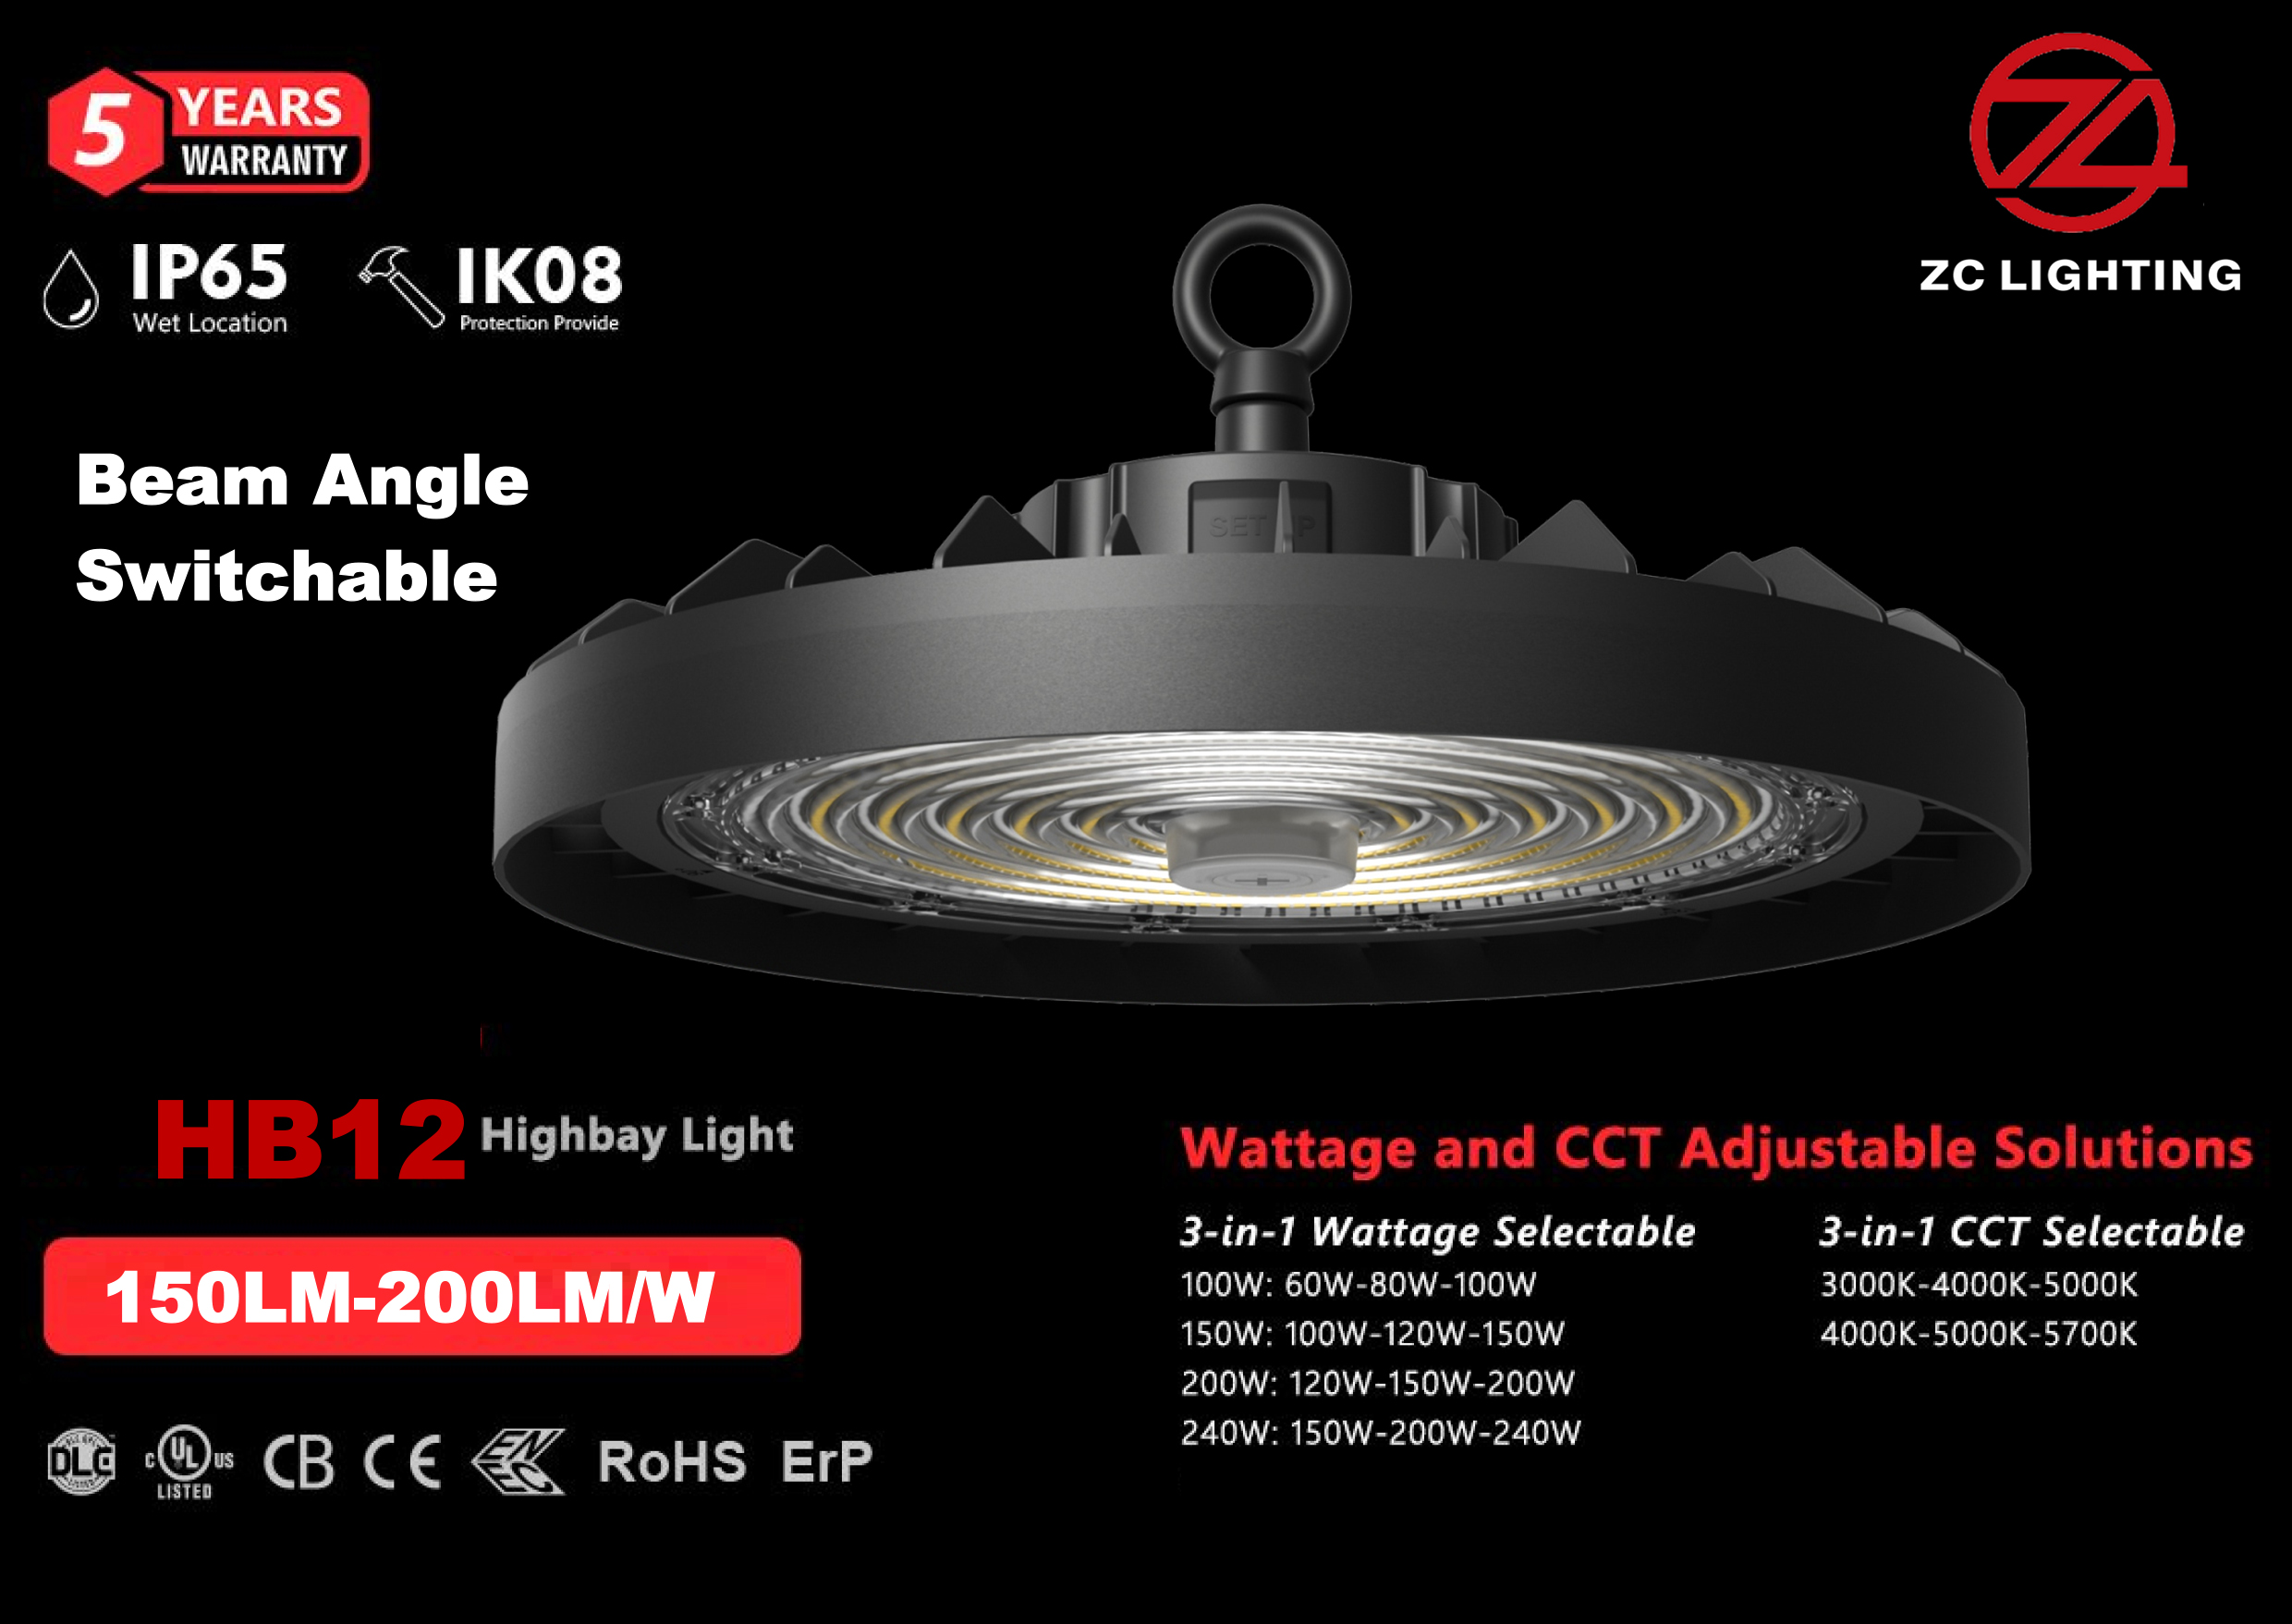 5 YEARS
WARRANTY
ZC LIGHTING
IP65
Wet Location
IK08
Protection Provide
Beam Angle
Switchable
SET
HB12 Highbay Light
150LM-200LM/W
Wattage and CCT Adjustable Solutions
3-in-1 Wattage Selectable
100W: 60W-80W-100W
150W: 100W-120W-150W
200W: 120W-150W-200W
240W: 150W-200W-240W
3-in-1 CCT Selectable
3000K-4000K-5000K
4000K-5000K-5700K
DLC
C UL US
LISTED
CB CE ENEC RoHS ErP